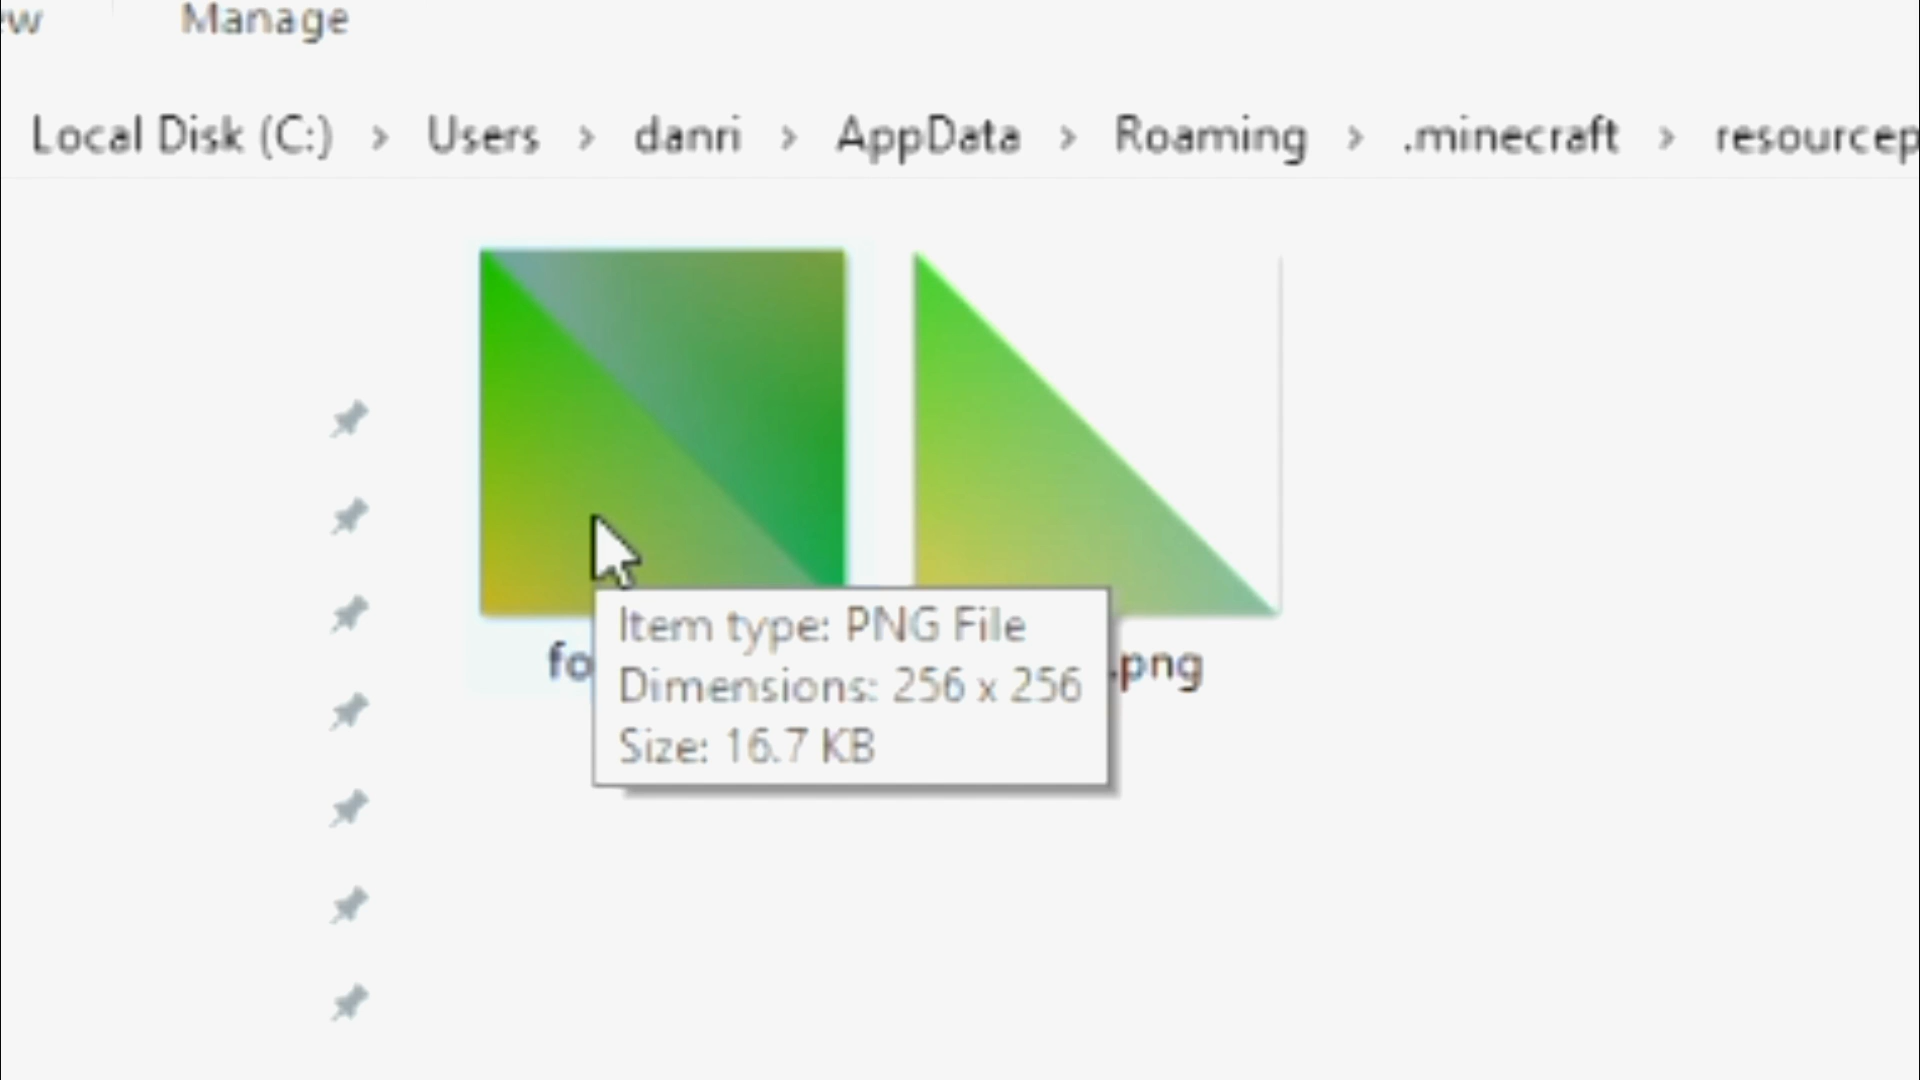 Manage
Local Disk (C:) > Users > danri > AppData > Roaming > .minecraft >
Item type: PNG File
.png
Dimensions: 256 x 256
Size: 16.7 KB